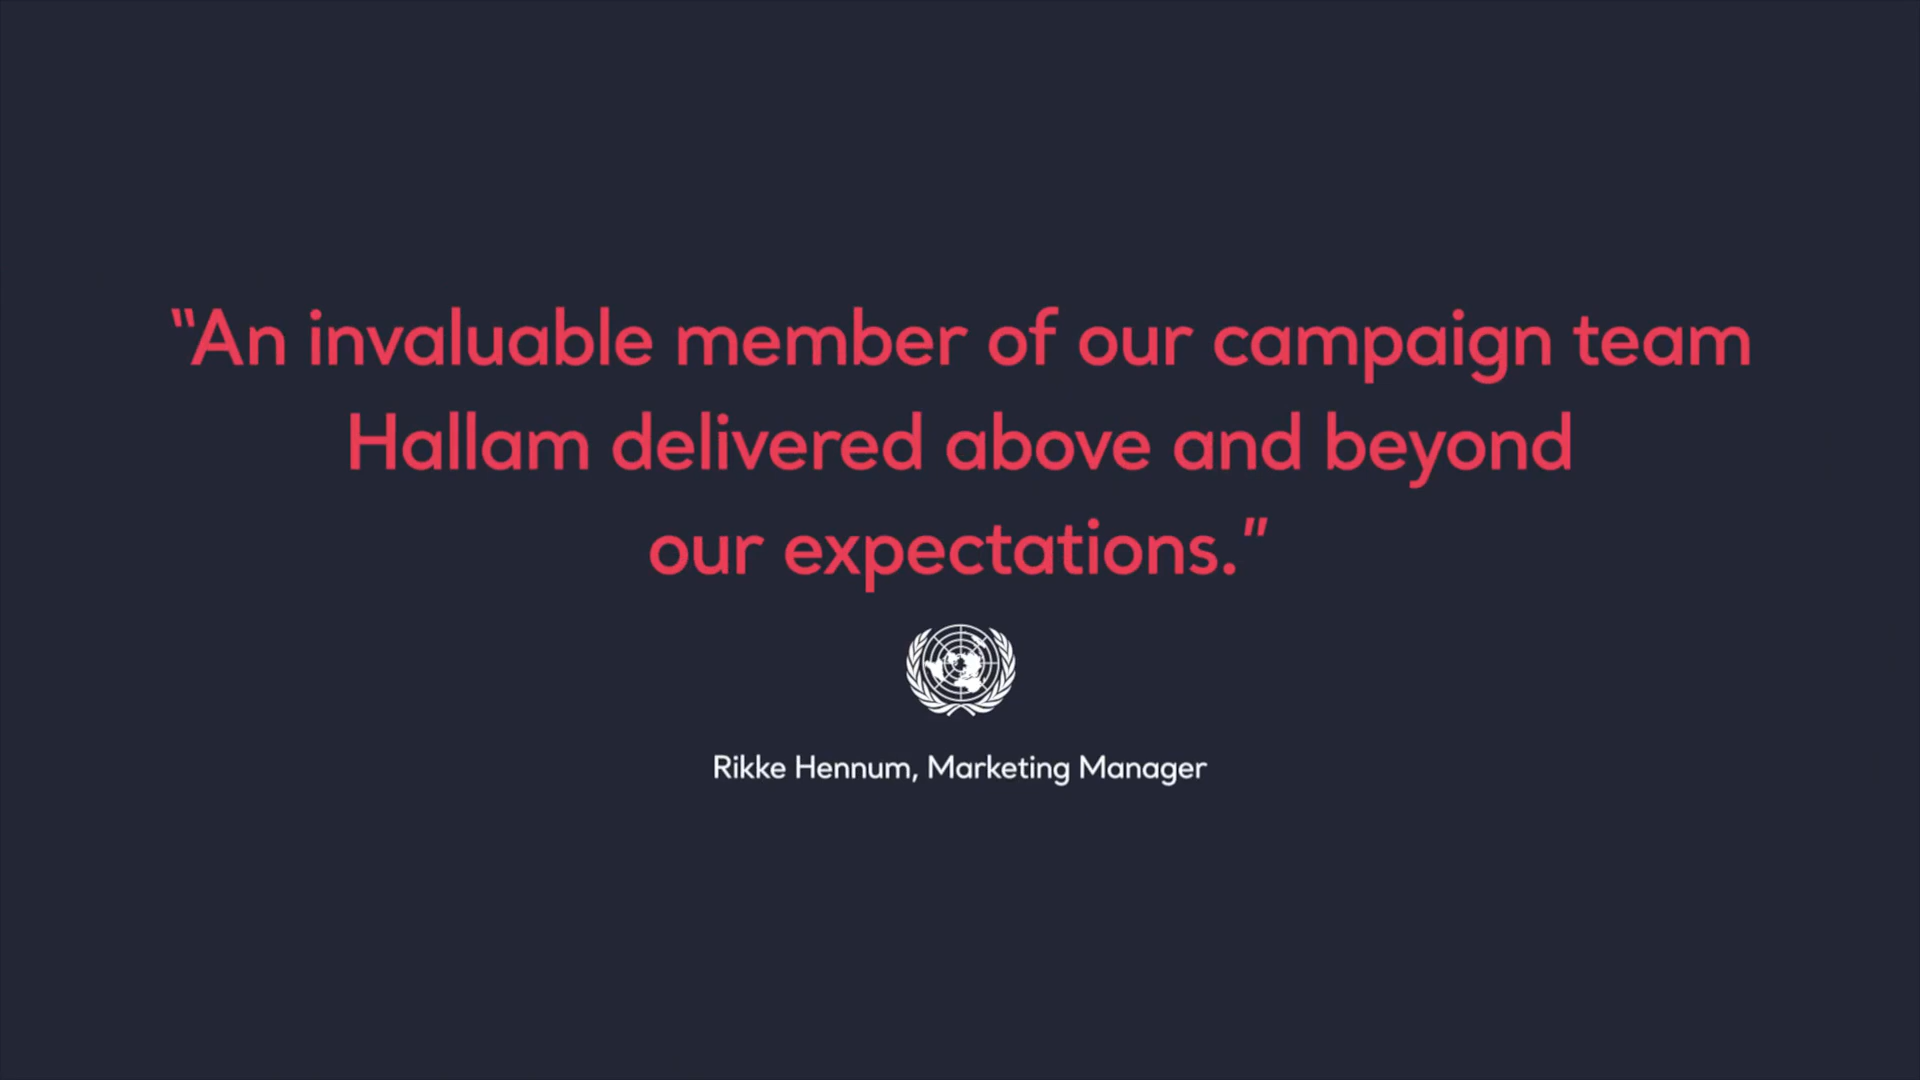 “An invaluable member of our campaign team
Hallam delivered above and beyond
our expectations.”
Rikke Hennum, Marketing Manager